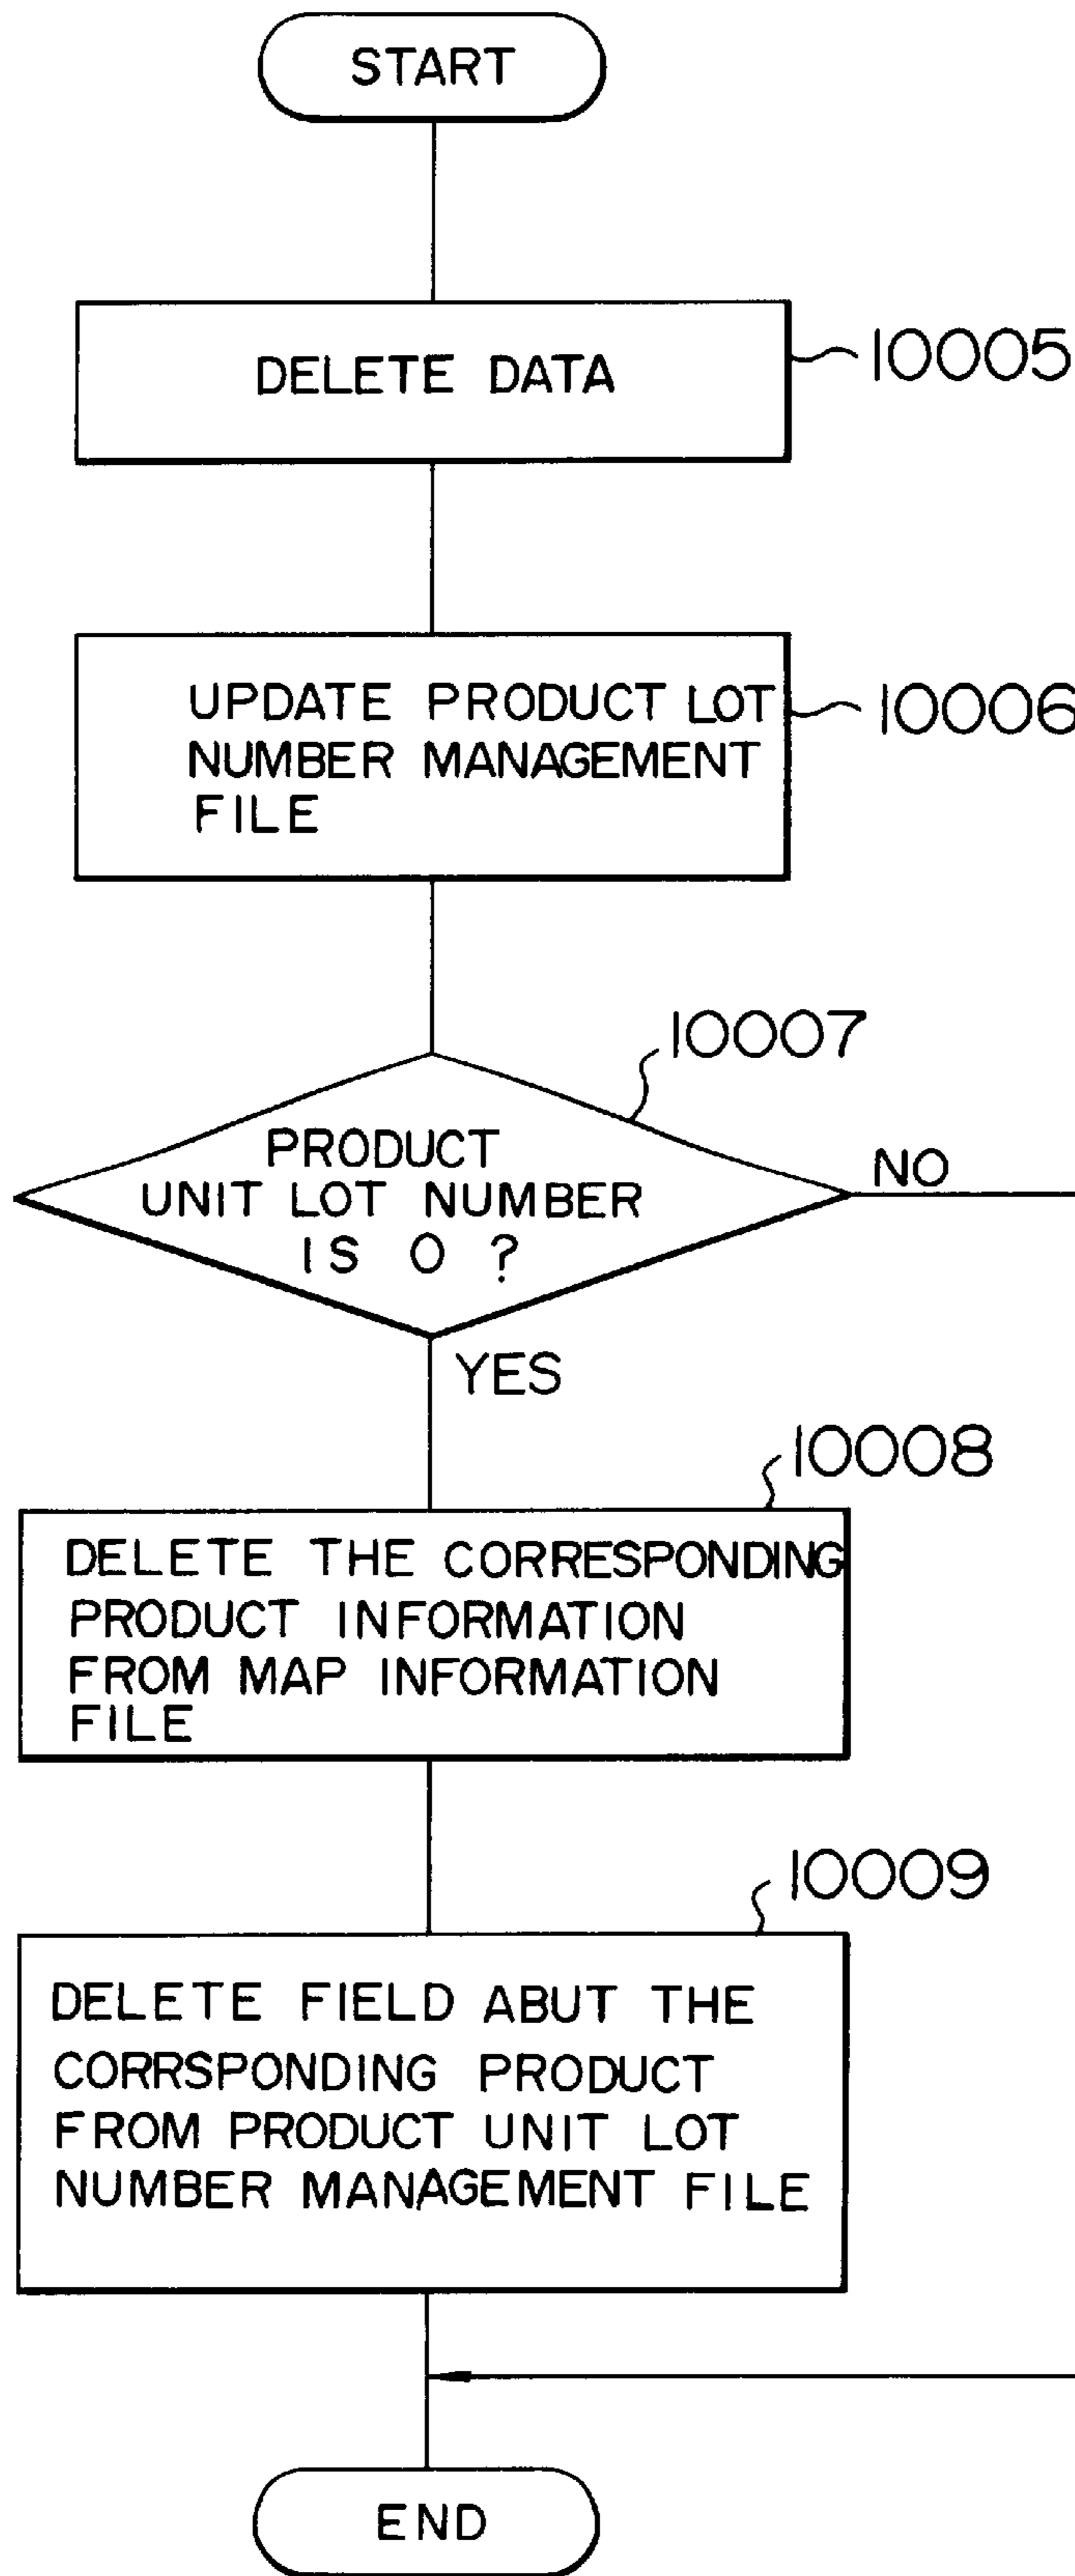 START
DELETE DATA
10005
UPDATE PRODUCT LOT
NUMBER MANAGEMENT
FILE
10006
10007
PRODUCT
UNIT LOT NUMBER
IS 0 ?
NO
YES
10008
DELETE THE CORRESPONDING
PRODUCT INFORMATION
FROM MAP INFORMATION
FILE
10009
DELETE FIELD ABUT THE
CORRSPONDING PRODUCT
FROM PRODUCT UNIT LOT
NUMBER MANAGEMENT FILE
END